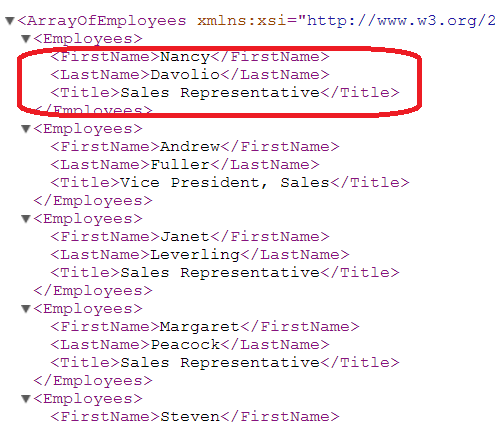 ▼<ArrayOfEmployees xmlns:xsi="http://www.w3.org/2
▼<Employees>
<FirstName>Nancy</FirstName>
<LastName>Davolio</LastName>
<Title>Sales Representative</Title>
</Employees>
▼<Employees>
<FirstName>Andrew</FirstName>
<LastName>Fuller</LastName>
<Title>Vice President, Sales</Title>
</Employees>
▼<Employees>
<FirstName>Janet</FirstName>
<LastName>Leverling</LastName>
<Title>Sales Representative</Title>
</Employees>
▼<Employees>
<FirstName>Margaret</FirstName>
<LastName>Peacock</LastName>
<Title>Sales Representative</Title>
</Employees>
▼<Employees>
<FirstName>Steven</FirstName>